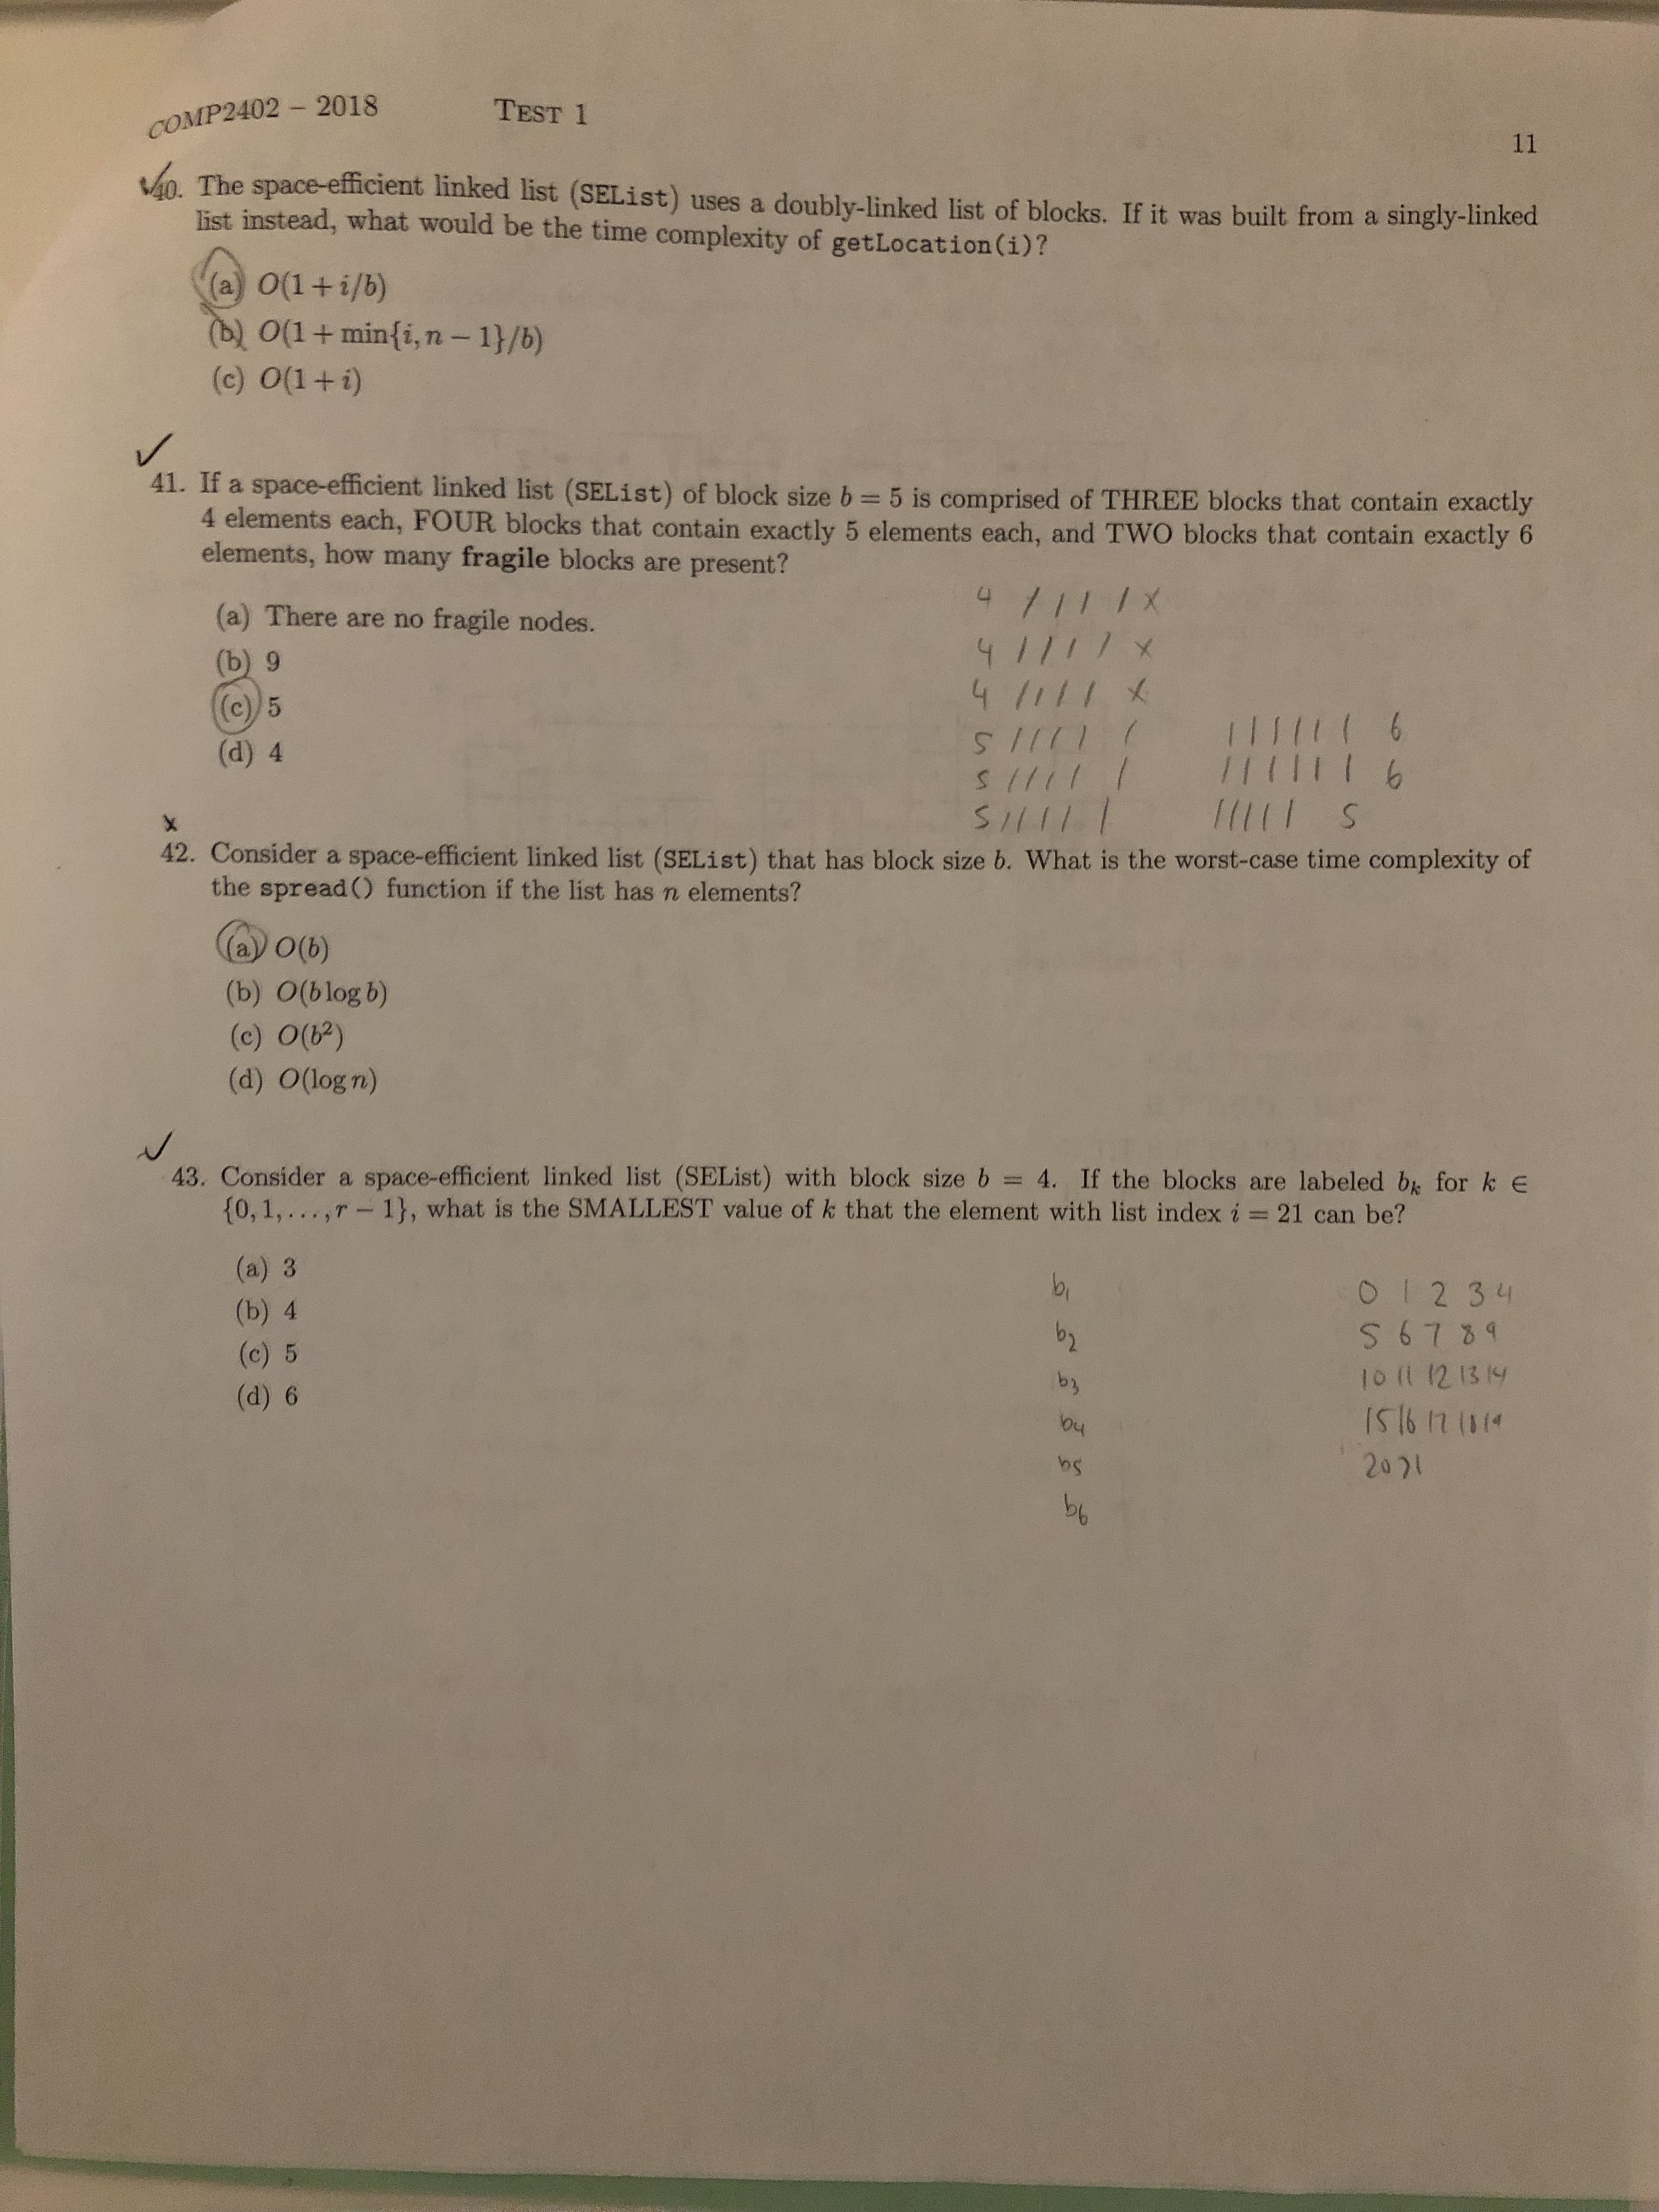 COMP2402 – 2018 TEST 1
11
✓
40. The space-efficient linked list (SEList) uses a doubly-linked list of blocks. If it was built from a singly-linked
list instead, what would be the time complexity of getLocation(i)?
(a) O(1 + i/b)
(b) O(1 + min{i, n − 1}/b)
(c) O(1 + i)
✓
41. If a space-efficient linked list (SEList) of block size b = 5 is comprised of THREE blocks that contain exactly
4 elements each, FOUR blocks that contain exactly 5 elements each, and TWO blocks that contain exactly 6
elements, how many fragile blocks are present?
(a) There are no fragile nodes.
(b) 9
(c) 5
(d) 4
4 / / / / x
4 / / / / x
4 / / / / x
5 / / / / /
5 / / / / /
5 / / / / /
/ / / / / / 6
/ / / / / / 6
/ / / / / 5
x
42. Consider a space-efficient linked list (SEList) that has block size b. What is the worst-case time complexity of
the spread() function if the list has n elements?
(a) O(b)
(b) O(b log b)
(c) O(b²)
(d) O(log n)
✓
43. Consider a space-efficient linked list (SEList) with block size b = 4. If the blocks are labeled bₖ for k ∈
{0, 1, . . . , r − 1}, what is the SMALLEST value of k that the element with list index i = 21 can be?
(a) 3
(b) 4
(c) 5
(d) 6
b1 0 1 2 3 4
b2 5 6 7 8 9
b3 10 11 12 13 14
b4 15 16 17 18 19
b5 20 21
b6